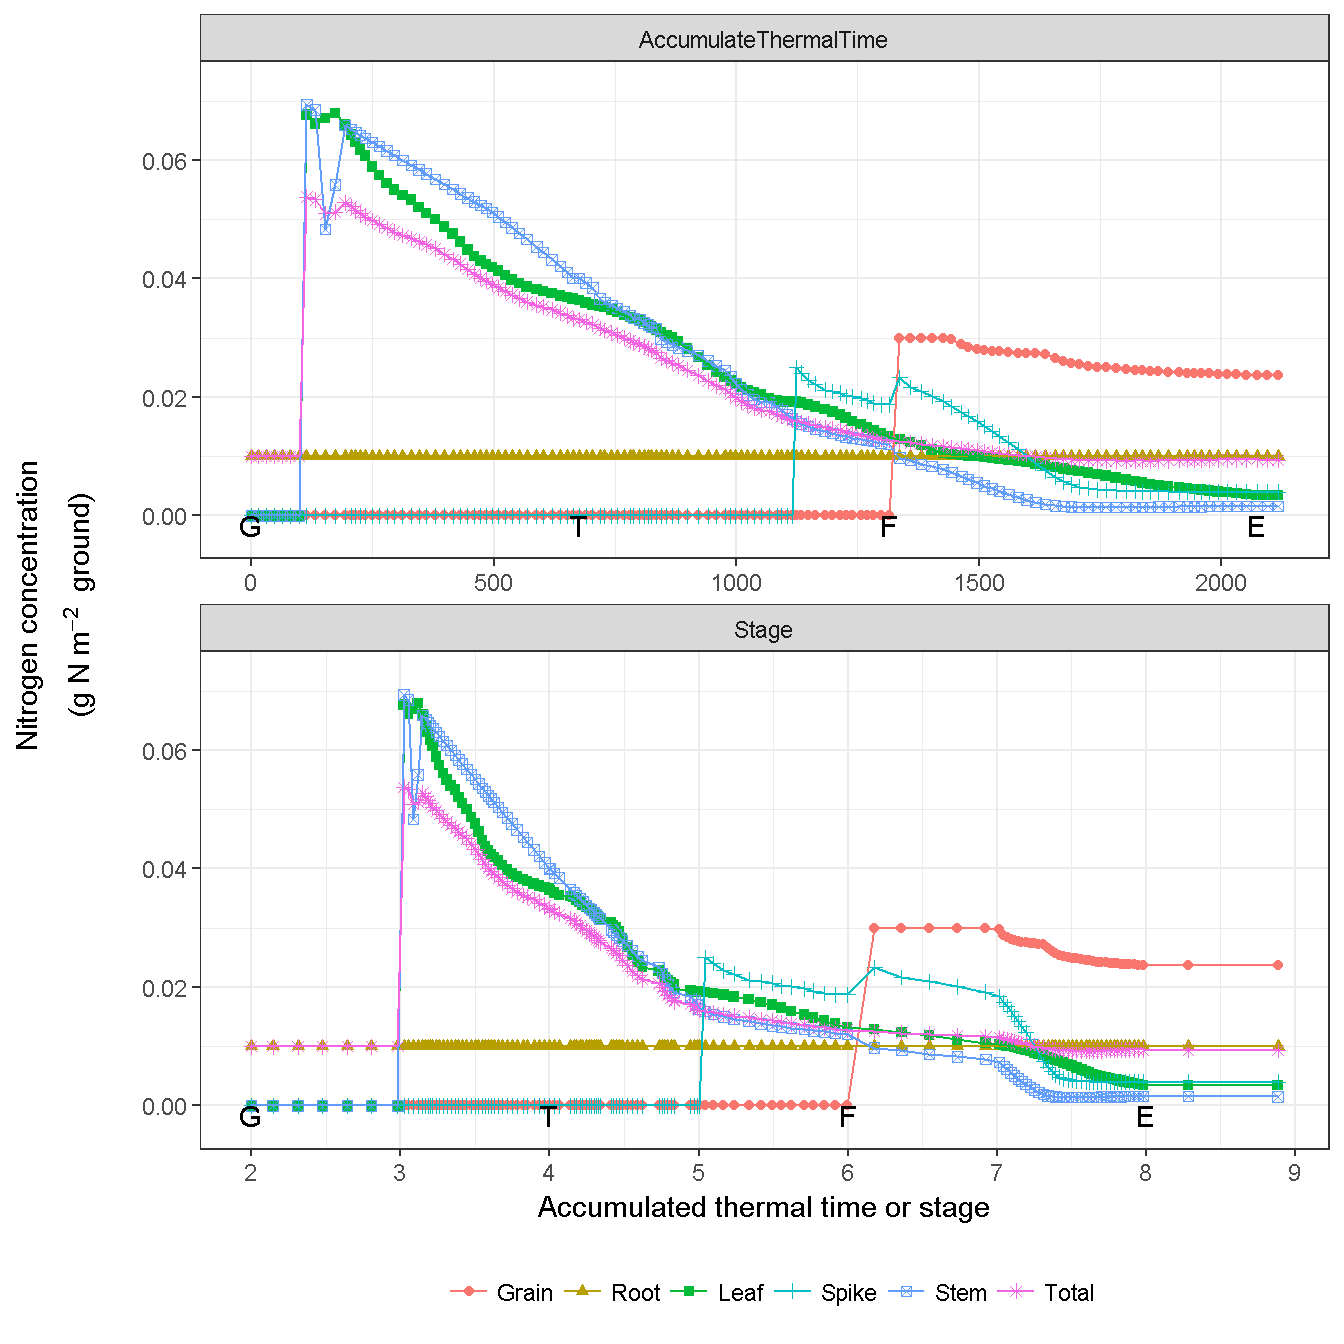 AccumulateThermalTime
0.06
0.04
0.02
0.00
G T F E
0 500 1000 1500 2000
Stage
0.06
0.04
0.02
0.00
G T F E
2 3 4 5 6 7 8 9
Nitrogen concentration
(g N m⁻² ground)
Accumulated thermal time or stage
Grain Root Leaf Spike Stem Total